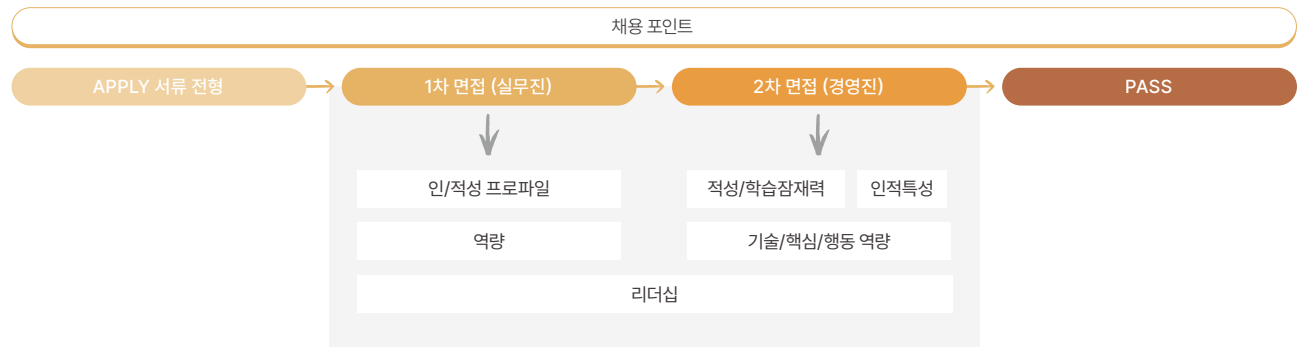 채용 포인트
APPLY 서류 전형
1차 면접 (실무진)
2차 면접 (경영진)
PASS
인/적성 프로파일
적성/학습잠재력
인적특성
역량
기술/핵심/행동 역량
리더십